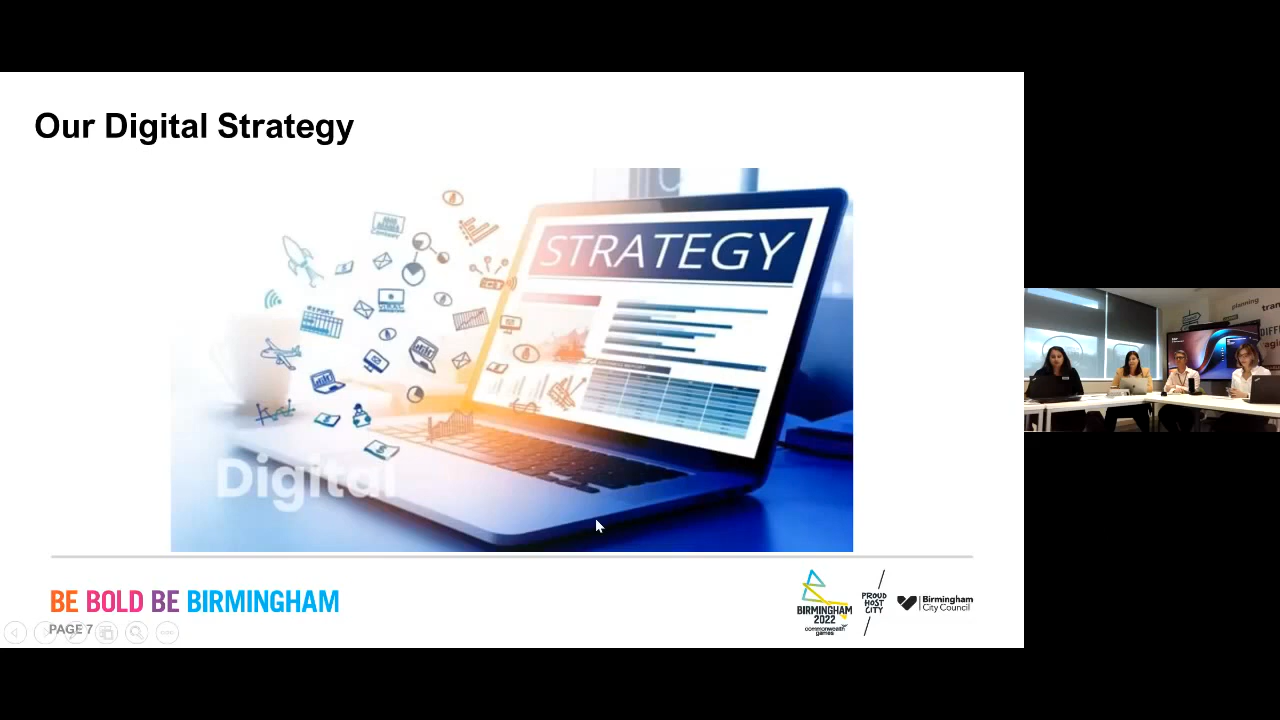 Our Digital Strategy
STRATEGY
Digital
BE BOLD BE BIRMINGHAM
PAGE 7
BIRMINGHAM
2022
commonwealth
games
PROUD
HOST
CITY
Birmingham
City Council
planning